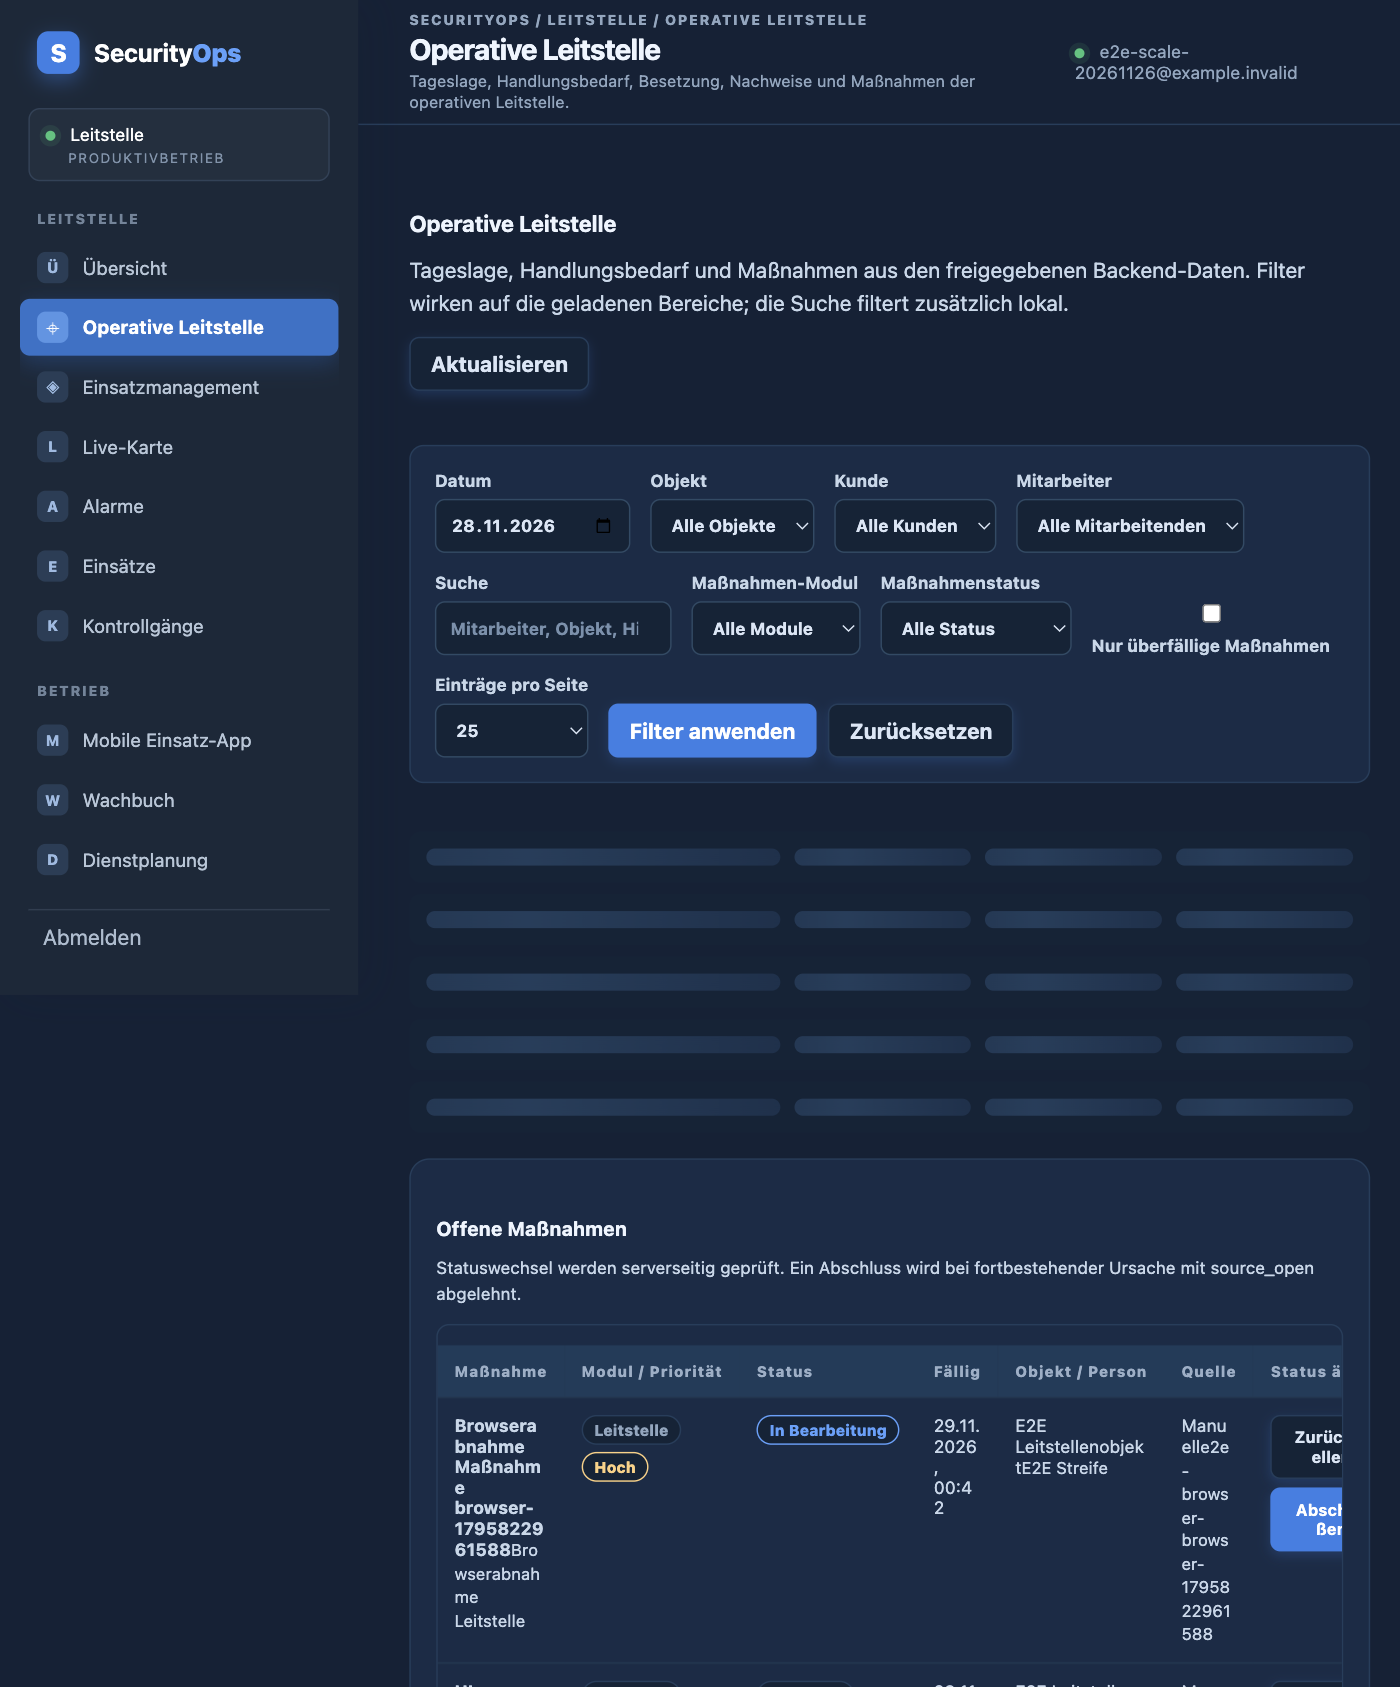 S SecurityOps
Leitstelle
PRODUKTIVBETRIEB
LEITSTELLE
Ü Übersicht
Operative Leitstelle
Einsatzmanagement
L Live-Karte
A Alarme
E Einsätze
K Kontrollgänge
BETRIEB
M Mobile Einsatz-App
W Wachbuch
D Dienstplanung
Abmelden
SECURITYOPS / LEITSTELLE / OPERATIVE LEITSTELLE
Operative Leitstelle
Tageslage, Handlungsbedarf, Besetzung, Nachweise und Maßnahmen der
operativen Leitstelle.
e2e-scale-
20261126@example.invalid
Operative Leitstelle
Tageslage, Handlungsbedarf und Maßnahmen aus den freigegebenen Backend-Daten. Filter
wirken auf die geladenen Bereiche; die Suche filtert zusätzlich lokal.
Aktualisieren
Datum Objekt Kunde Mitarbeiter
28.11.2026 Alle Objekte Alle Kunden Alle Mitarbeitenden
Suche Maßnahmen-Modul Maßnahmenstatus
Mitarbeiter, Objekt, Hi Alle Module Alle Status
Nur überfällige Maßnahmen
Einträge pro Seite
25 Filter anwenden Zurücksetzen
Offene Maßnahmen
Statuswechsel werden serverseitig geprüft. Ein Abschluss wird bei fortbestehender Ursache mit source_open
abgelehnt.
Maßnahme Modul / Priorität Status Fällig Objekt / Person Quelle Status ä
Browsera
bnahme
Maßnahm
e
browser-
17958229
61588Bro
wserabnah
me
Leitstelle
Leitstelle
Hoch
In Bearbeitung
29.11.
2026
,
00:4
2
E2E
Leitstellenobjek
tE2E Streife
Manu
elle2e
-
brows
er-
brows
er-
17958
22961
588
Zurüc
elle
Absch
ßer